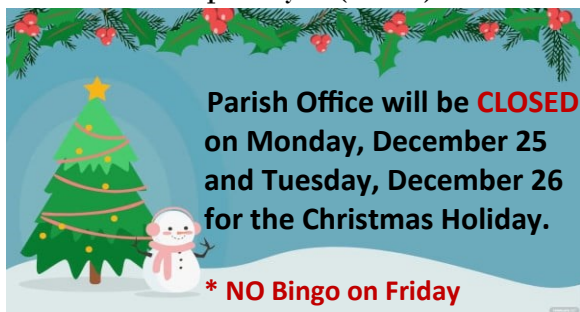 Parish Office will be CLOSED
on Monday, December 25
and Tuesday, December 26
for the Christmas Holiday.
* NO Bingo on Friday